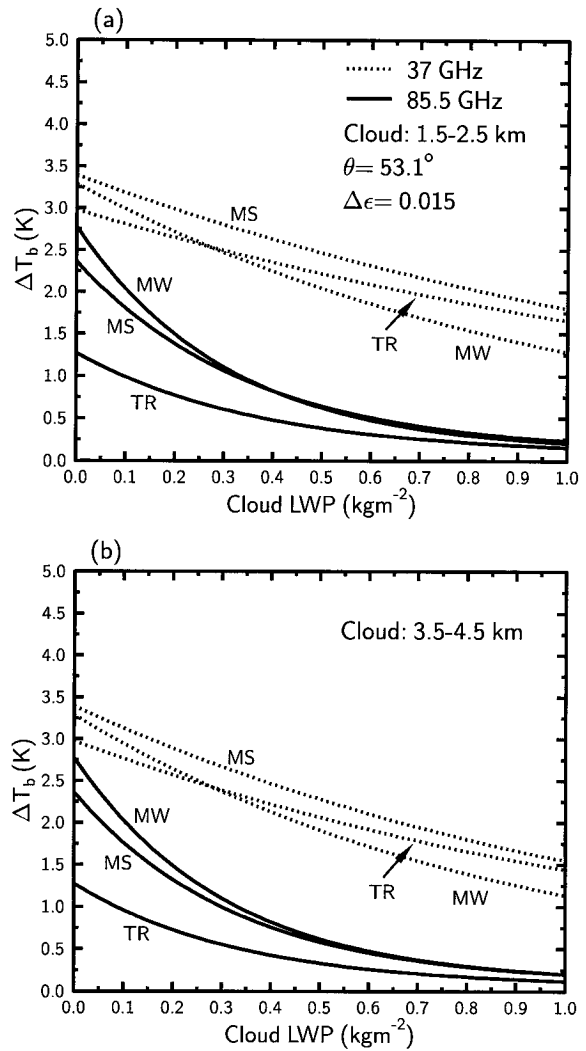 (a)
5.0
4.5
4.0
3.5
3.0
2.5
2.0
1.5
1.0
0.5
0.0
ΔT_b (K)
37 GHz
85.5 GHz
Cloud: 1.5-2.5 km
θ= 53.1°
Δϵ= 0.015
MS
MW
MS
TR
TR
MW
0.0 0.1 0.2 0.3 0.4 0.5 0.6 0.7 0.8 0.9 1.0
Cloud LWP (kgm⁻²)
(b)
5.0
4.5
4.0
3.5
3.0
2.5
2.0
1.5
1.0
0.5
0.0
ΔT_b (K)
Cloud: 3.5-4.5 km
MS
MW
MS
TR
TR
MW
0.0 0.1 0.2 0.3 0.4 0.5 0.6 0.7 0.8 0.9 1.0
Cloud LWP (kgm⁻²)